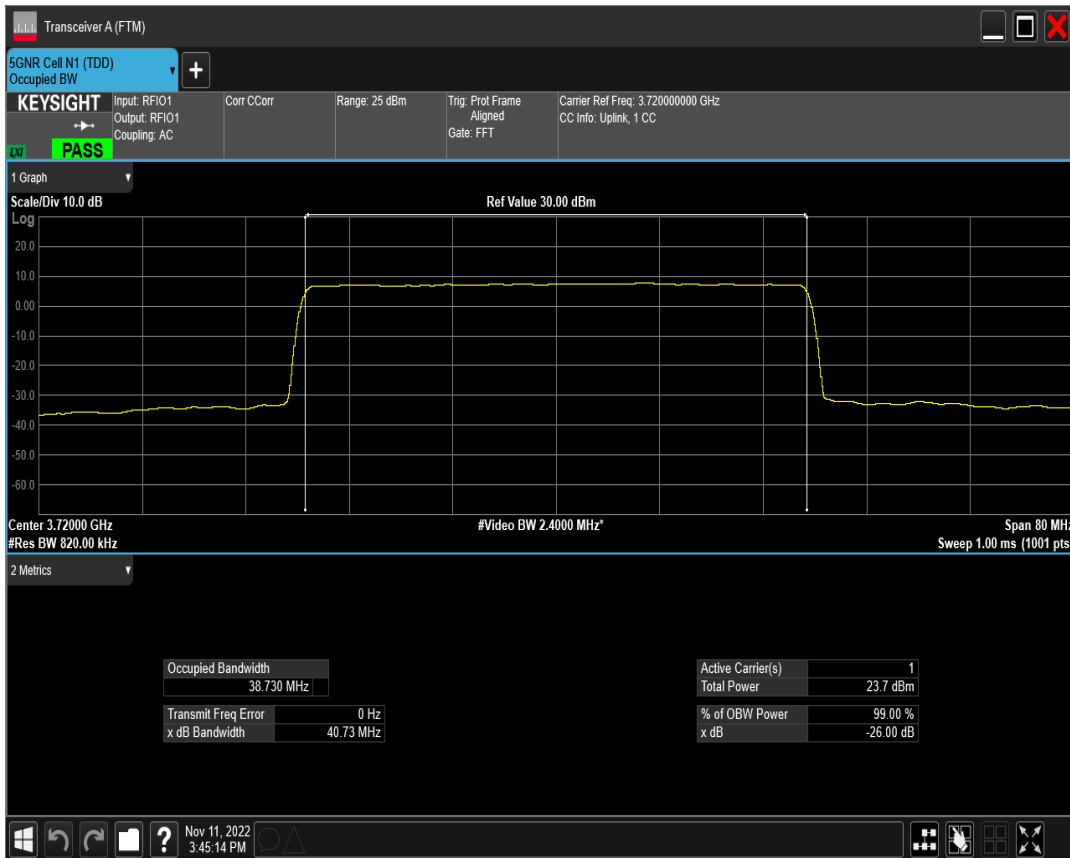 Transceiver A (FTM)
5GNR Cell N1 (TDD)
Occupied BW
+
KEYSIGHT
LXI
PASS
Input: RFIO1
Output: RFIO1
Coupling: AC
Corr CCorr
Range: 25 dBm
Trig: Prot Frame
Aligned
Gate: FFT
Carrier Ref Freq: 3.720000000 GHz
CC Info: Uplink, 1 CC
1 Graph
Scale/Div 10.0 dB
Ref Value 30.00 dBm
Log
20.0
10.0
0.00
-10.0
-20.0
-30.0
-40.0
-50.0
-60.0
Center 3.72000 GHz
#Video BW 2.4000 MHz*
Span 80 MHz
#Res BW 820.00 kHz
Sweep 1.00 ms (1001 pts
2 Metrics
Occupied Bandwidth
38.730 MHz
Transmit Freq Error 0 Hz
x dB Bandwidth 40.73 MHz
Active Carrier(s) 1
Total Power 23.7 dBm
% of OBW Power 99.00 %
x dB -26.00 dB
?
Nov 11, 2022
3:45:14 PM